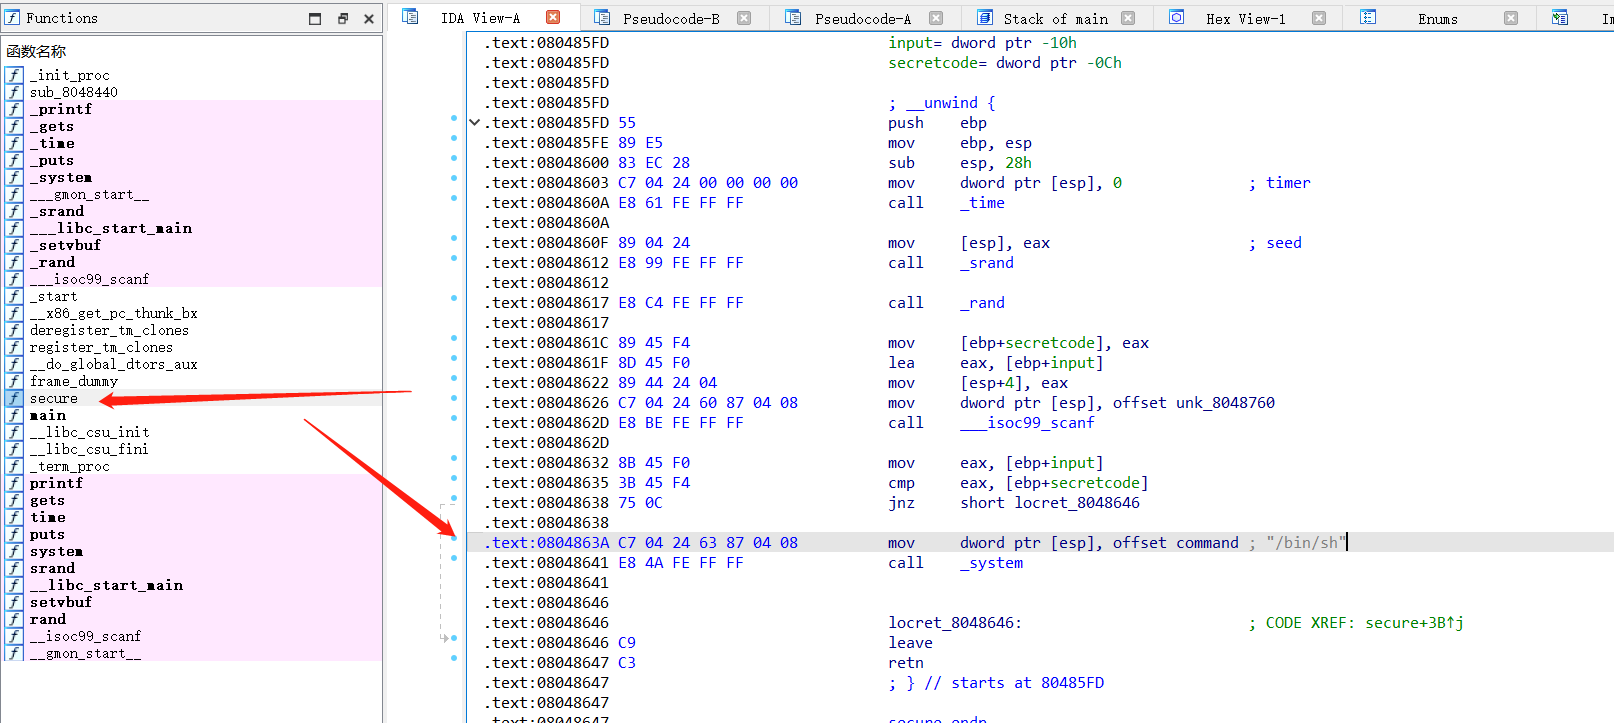 Functions
函数名称
_init_proc
sub_8048440
_printf
_gets
_time
_puts
_system
___gmon_start__
_srand
___libc_start_main
_setvbuf
_rand
___isoc99_scanf
_start
__x86_get_pc_thunk_bx
deregister_tm_clones
register_tm_clones
__do_global_dtors_aux
frame_dummy
secure
main
__libc_csu_init
__libc_csu_fini
_term_proc
printf
gets
time
puts
system
srand
__libc_start_main
setvbuf
rand
__isoc99_scanf
__gmon_start__
IDA View-A Pseudocode-B Pseudocode-A Stack of main Hex View-1 Enums
.text:080485FD input= dword ptr -10h
.text:080485FD secretcode= dword ptr -0Ch
.text:080485FD
.text:080485FD ; __unwind {
.text:080485FD 55 push ebp
.text:080485FE 89 E5 mov ebp, esp
.text:08048600 83 EC 28 sub esp, 28h
.text:08048603 C7 04 24 00 00 00 00 mov dword ptr [esp], 0 ; timer
.text:0804860A E8 61 FE FF FF call _time
.text:0804860A
.text:0804860F 89 04 24 mov [esp], eax ; seed
.text:08048612 E8 99 FE FF FF call _srand
.text:08048612
.text:08048617 E8 C4 FE FF FF call _rand
.text:08048617
.text:0804861C 89 45 F4 mov [ebp+secretcode], eax
.text:0804861F 8D 45 F0 lea eax, [ebp+input]
.text:08048622 89 44 24 04 mov [esp+4], eax
.text:08048626 C7 04 24 60 87 04 08 mov dword ptr [esp], offset unk_8048760
.text:0804862D E8 BE FE FF FF call ___isoc99_scanf
.text:0804862D
.text:08048632 8B 45 F0 mov eax, [ebp+input]
.text:08048635 3B 45 F4 cmp eax, [ebp+secretcode]
.text:08048638 75 0C jnz short locret_8048646
.text:08048638
.text:0804863A C7 04 24 63 87 04 08 mov dword ptr [esp], offset command ; "/bin/sh"
.text:08048641 E8 4A FE FF FF call _system
.text:08048641
.text:08048646
.text:08048646 locret_8048646: ; CODE XREF: secure+3B↑j
.text:08048646 C9 leave
.text:08048647 C3 retn
.text:08048647 ; } // starts at 80485FD
.text:08048647
.text:08048647 secure endp